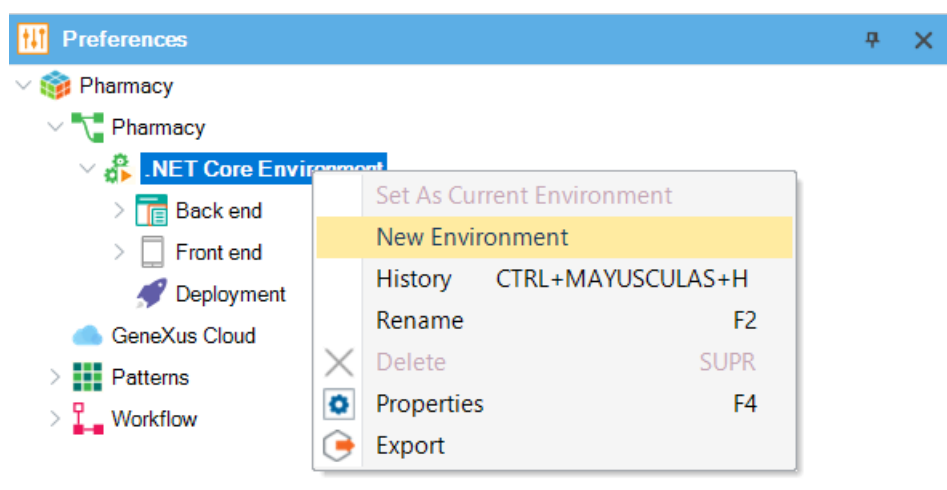 Preferences
Pharmacy
Pharmacy
.NET Core Environment
Set As Current Environment
Back end
New Environment
Front end
History CTRL+MAYUSCULAS+H
Deployment
Rename F2
GeneXus Cloud
Delete SUPR
Patterns
Properties F4
Workflow
Export